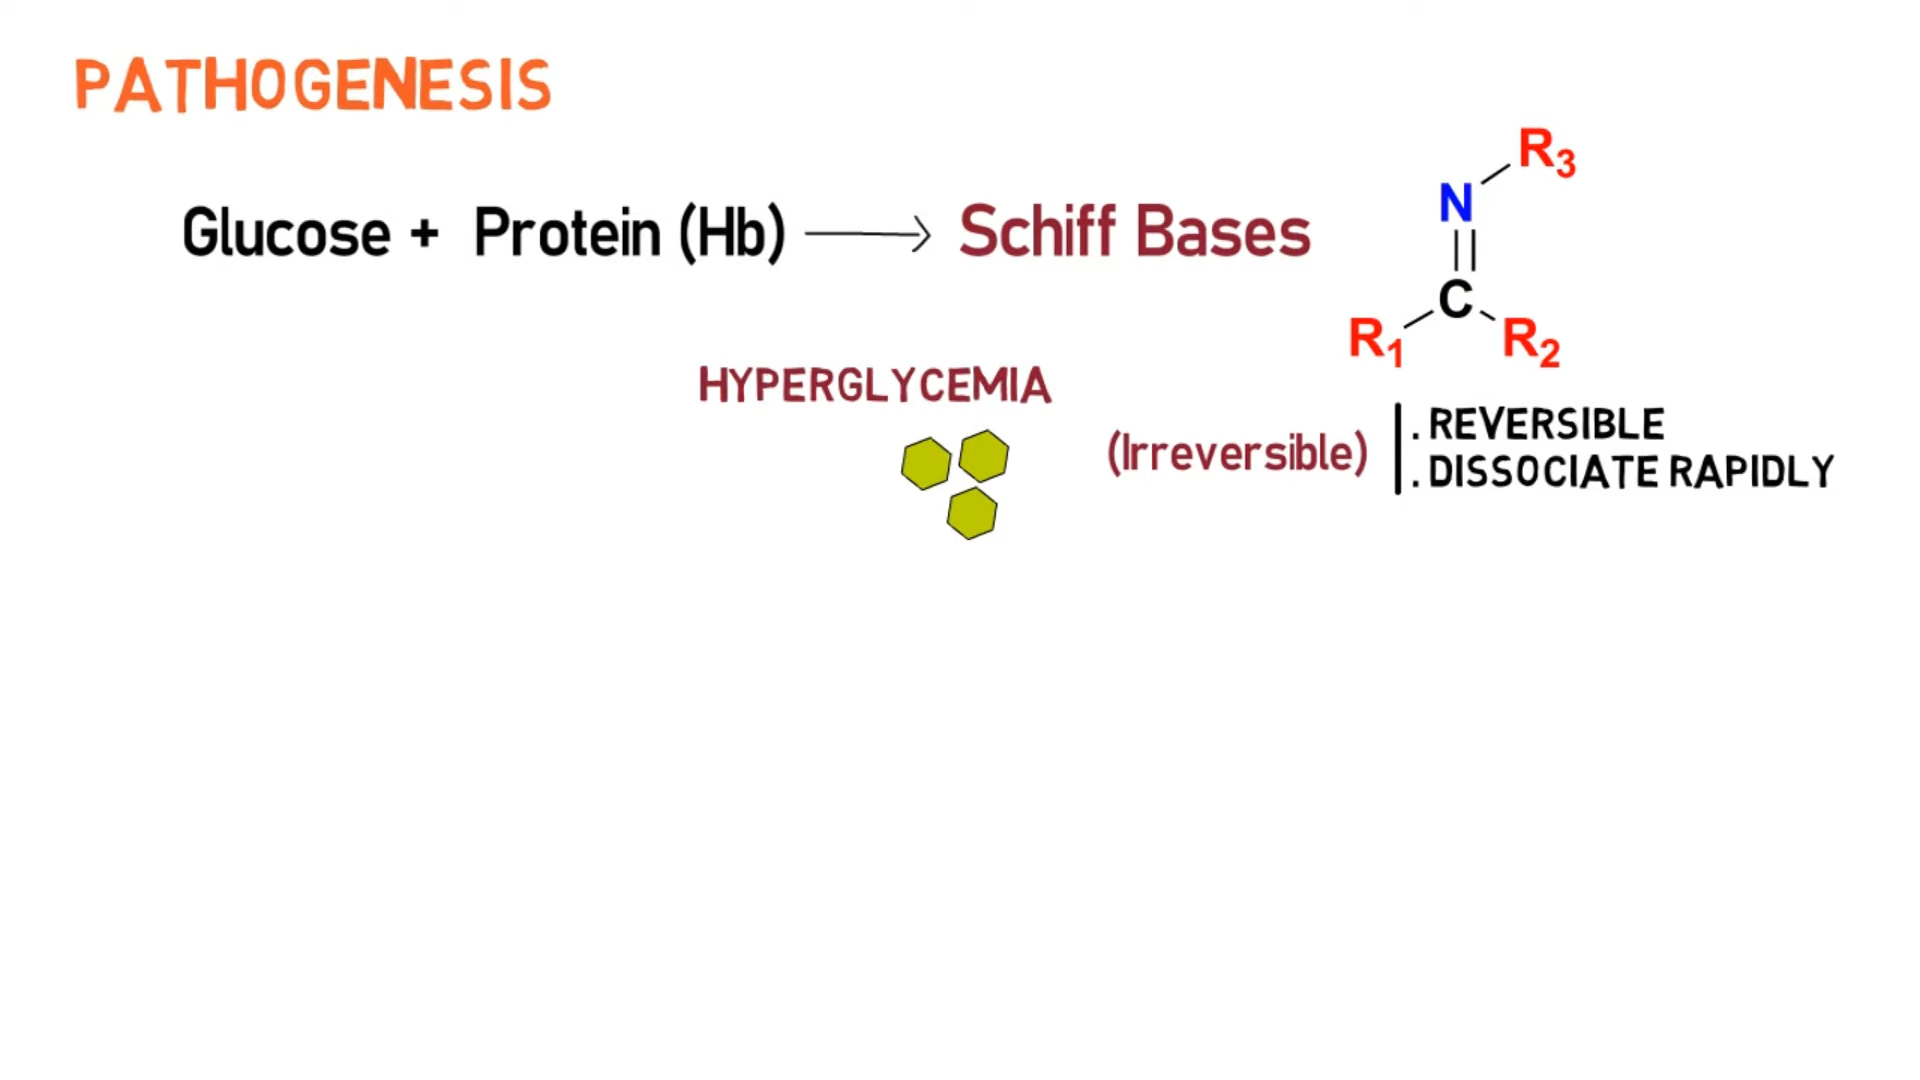 PATHOGENESIS
Glucose + Protein (Hb) → Schiff Bases
R3
N
C
R1 R2
HYPERGLYCEMIA
(Irreversible)
. REVERSIBLE
. DISSOCIATE RAPIDLY